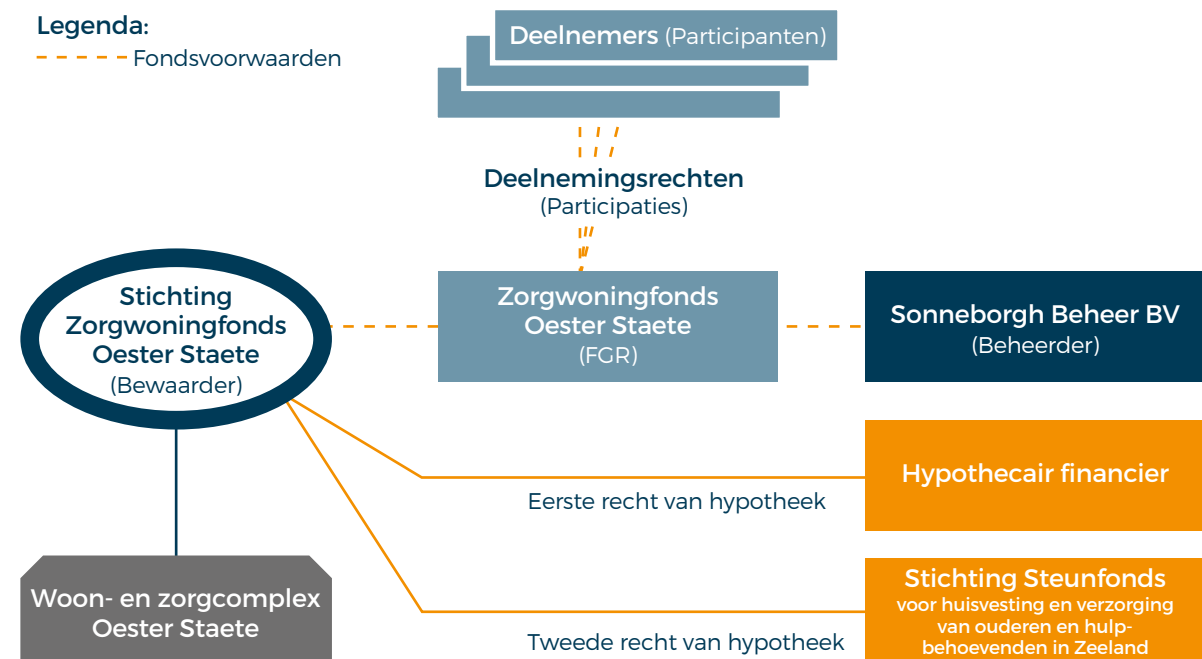 Legenda:
Fondsvoorwaarden
Deelnemers (Participanten)
Deelnemingsrechten
(Participaties)
Stichting
Zorgwoningfonds
Oester Staete
(Bewaarder)
Zorgwoningfonds
Oester Staete
(FGR)
Sonneborgh Beheer BV
(Beheerder)
Hypothecair financier
Eerste recht van hypotheek
Woon- en zorgcomplex
Oester Staete
Stichting Steunfonds
voor huisvesting en verzorging
van ouderen en hulp-
behoevenden in Zeeland
Tweede recht van hypotheek